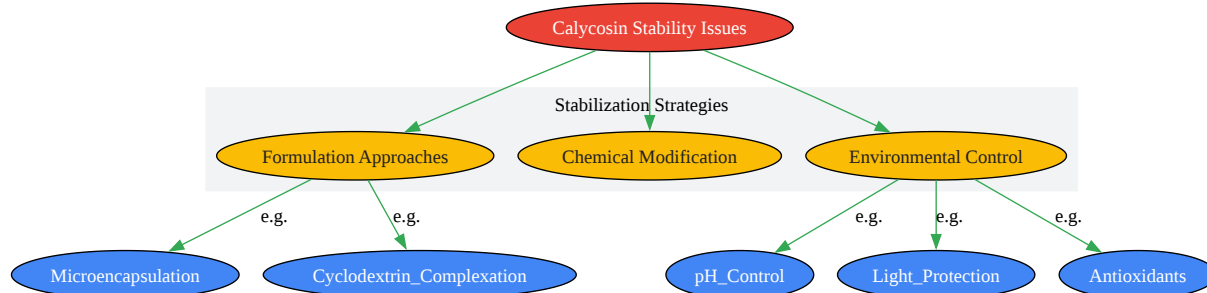 Calycosin Stability Issues
Stabilization Strategies
Formulation Approaches
Chemical Modification
Environmental Control
e.g.
e.g.
e.g.
e.g.
e.g.
Microencapsulation
Cyclodextrin_Complexation
pH_Control
Light_Protection
Antioxidants